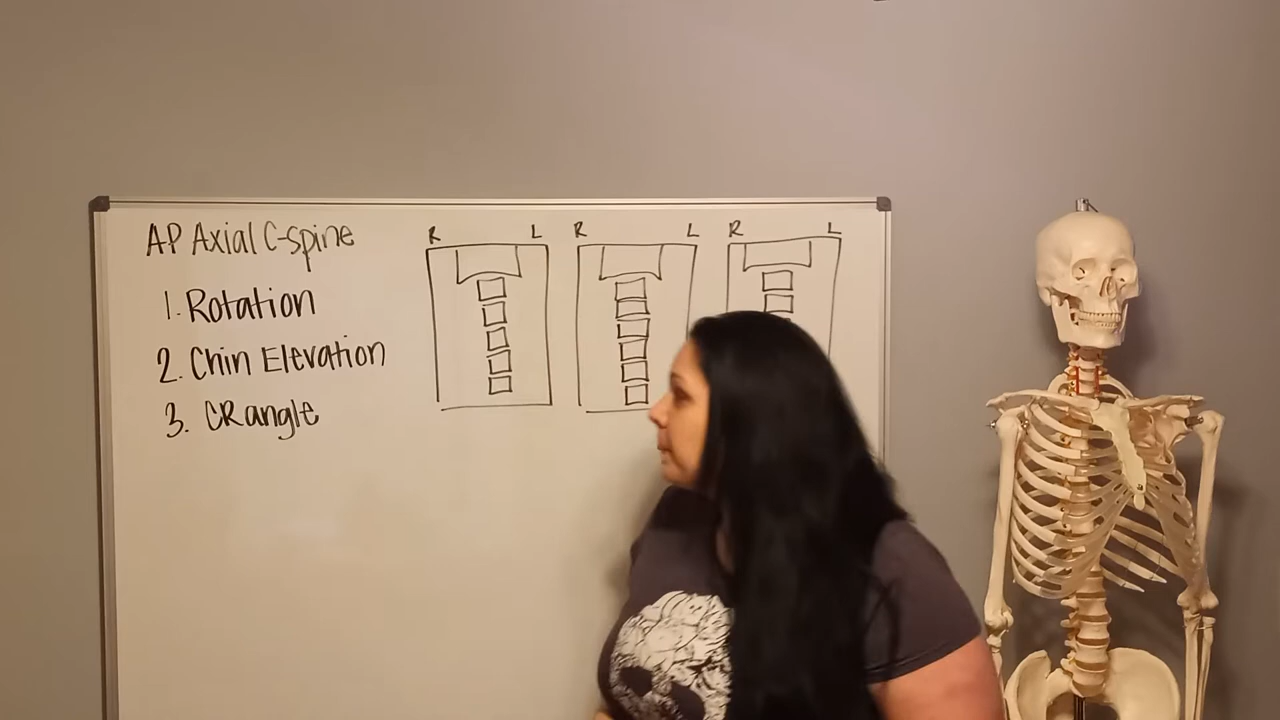 AP Axial C-spine
R L R L R L
1. Rotation
2. Chin Elevation
3. CR angle